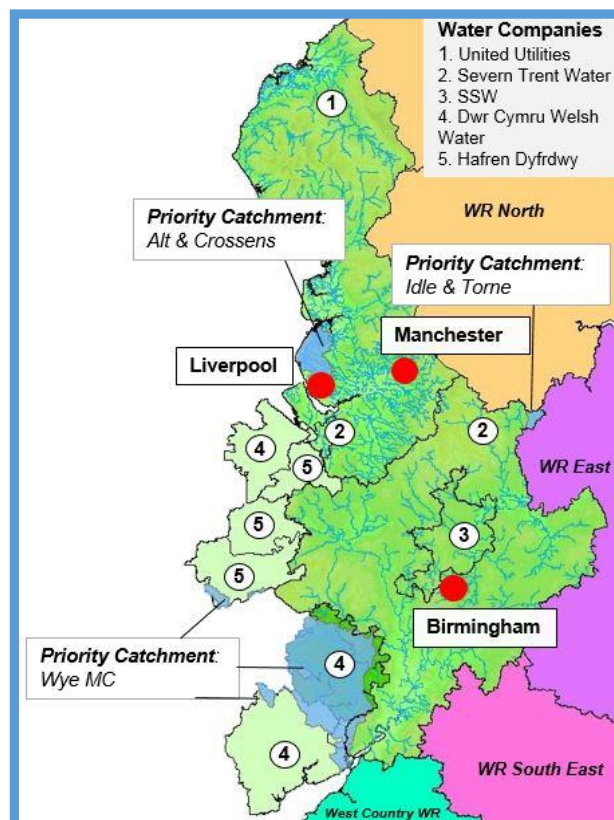 Water Companies
1. United Utilities
2. Severn Trent Water
3. SSW
4. Dwr Cymru Welsh
Water
5. Hafren Dyfrdwy
1
WR North
Priority Catchment:
Alt & Crossens
Priority Catchment:
Idle & Torne
Manchester
Liverpool
2
2
4
5
WR East
5
3
5
Birmingham
Priority Catchment:
Wye MC
4
4
WR South East
West Country WR